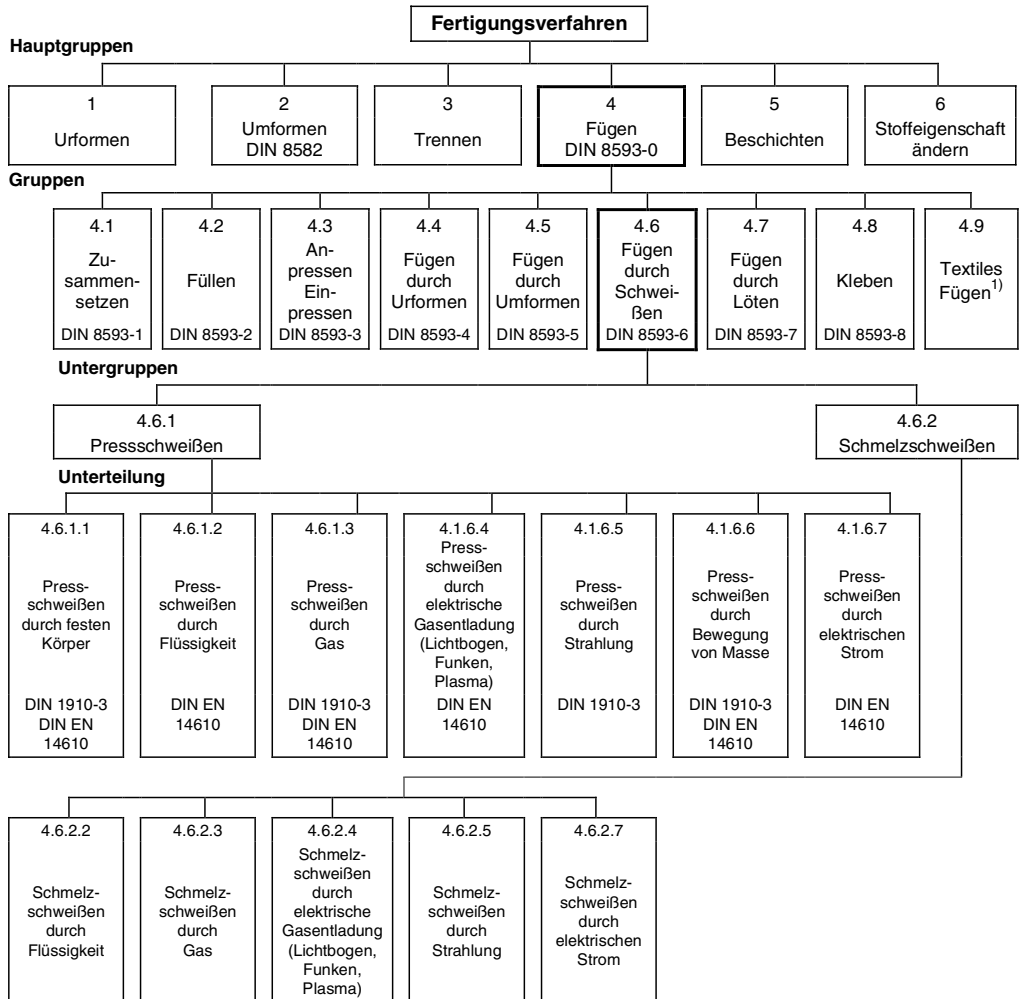 Fertigungsverfahren
Hauptgruppen
1
Urformen
2
Umformen
DIN 8582
3
Trennen
4
Fügen
DIN 8593-0
5
Beschichten
6
Stoffeigenschaft
ändern
Gruppen
4.1
Zu-
sammen-
setzen
DIN 8593-1
4.2
Füllen
DIN 8593-2
4.3
An-
pressen
Ein-
pressen
DIN 8593-3
4.4
Fügen
durch
Urformen
DIN 8593-4
4.5
Fügen
durch
Umformen
DIN 8593-5
4.6
Fügen
durch
Schwei-
ßen
DIN 8593-6
4.7
Fügen
durch
Löten
DIN 8593-7
4.8
Kleben
DIN 8593-8
4.9
Textiles
Fügen1)
Untergruppen
4.6.1
Pressschweißen
4.6.2
Schmelzschweißen
Unterteilung
4.6.1.1
Press-
schweißen
durch festen
Körper
DIN 1910-3
DIN EN
14610
4.6.1.2
Press-
schweißen
durch
Flüssigkeit
DIN EN
14610
4.6.1.3
Press-
schweißen
durch
Gas
DIN 1910-3
DIN EN
14610
4.1.6.4
Press-
schweißen
durch
elektrische
Gasentladung
(Lichtbogen,
Funken,
Plasma)
DIN EN
14610
4.1.6.5
Press-
schweißen
durch
Strahlung
DIN 1910-3
4.1.6.6
Press-
schweißen
durch
Bewegung
von Masse
DIN 1910-3
DIN EN
14610
4.1.6.7
Press-
schweißen
durch
elektrischen
Strom
DIN EN
14610
4.6.2.2
Schmelz-
schweißen
durch
Flüssigkeit
4.6.2.3
Schmelz-
schweißen
durch
Gas
4.6.2.4
Schmelz-
schweißen
durch
elektrische
Gasentladung
(Lichtbogen,
Funken,
Plasma)
4.6.2.5
Schmelz-
schweißen
durch
Strahlung
4.6.2.7
Schmelz-
schweißen
durch
elektrischen
Strom